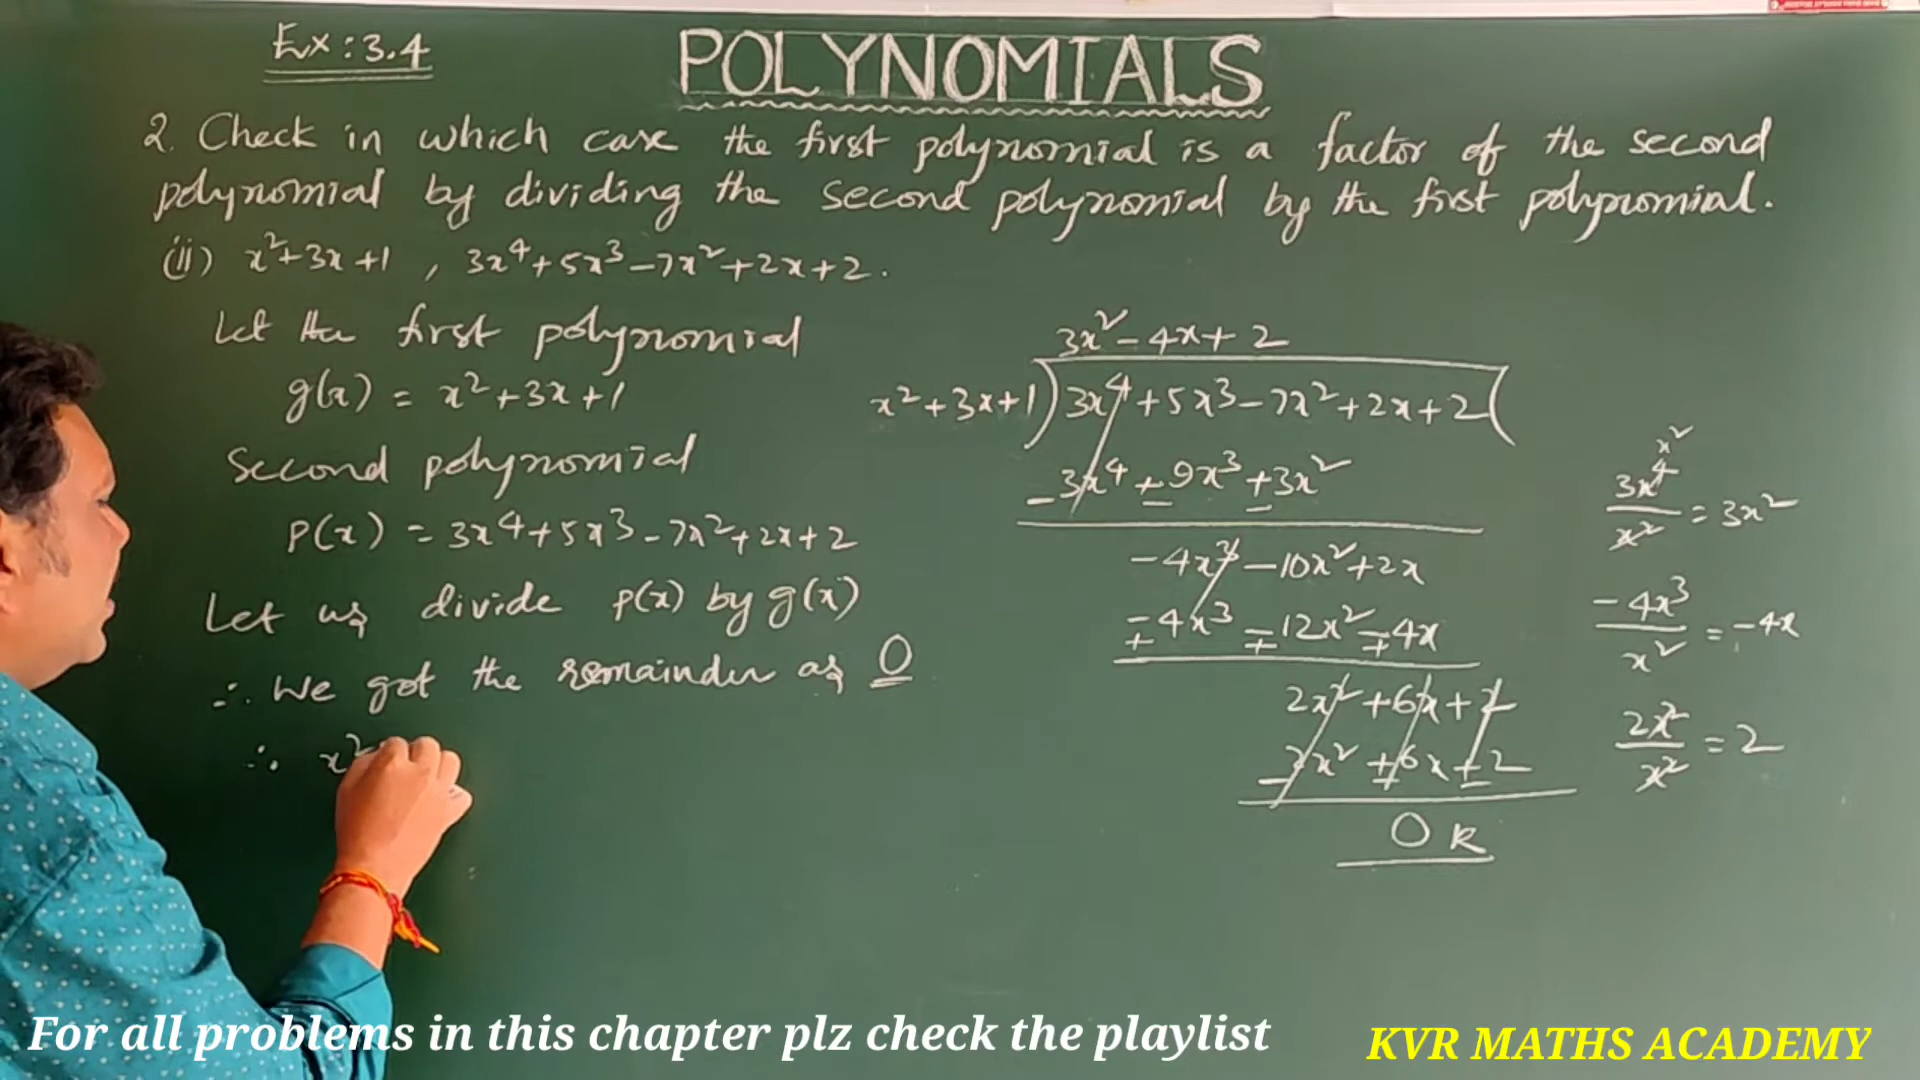 Ex : 3.4
POLYNOMIALS
2. Check in which case the first polynomial is a factor of the second
polynomial by dividing the second polynomial by the first polynomial.
(ii) x²+3x+1 , 3x⁴+5x³-7x²+2x+2.
Let the first polynomial
g(x) = x²+3x+1
Second polynomial
P(x) = 3x⁴+5x³-7x²+2x+2
Let us divide p(x) by g(x)
∴ We got the remainder as 0
∴ x²
3x²-4x+2
x²+3x+1)3x⁴+5x³-7x²+2x+2(
-3x⁴±9x³±3x²
-4x³-10x²+2x
∓4x³∓12x²∓4x
2x²+6x+2
-2x²±6x±2
0 R
3x⁴/x² = 3x²
-4x³/x² = -4x
2x²/x² = 2
For all problems in this chapter plz check the playlist
KVR MATHS ACADEMY